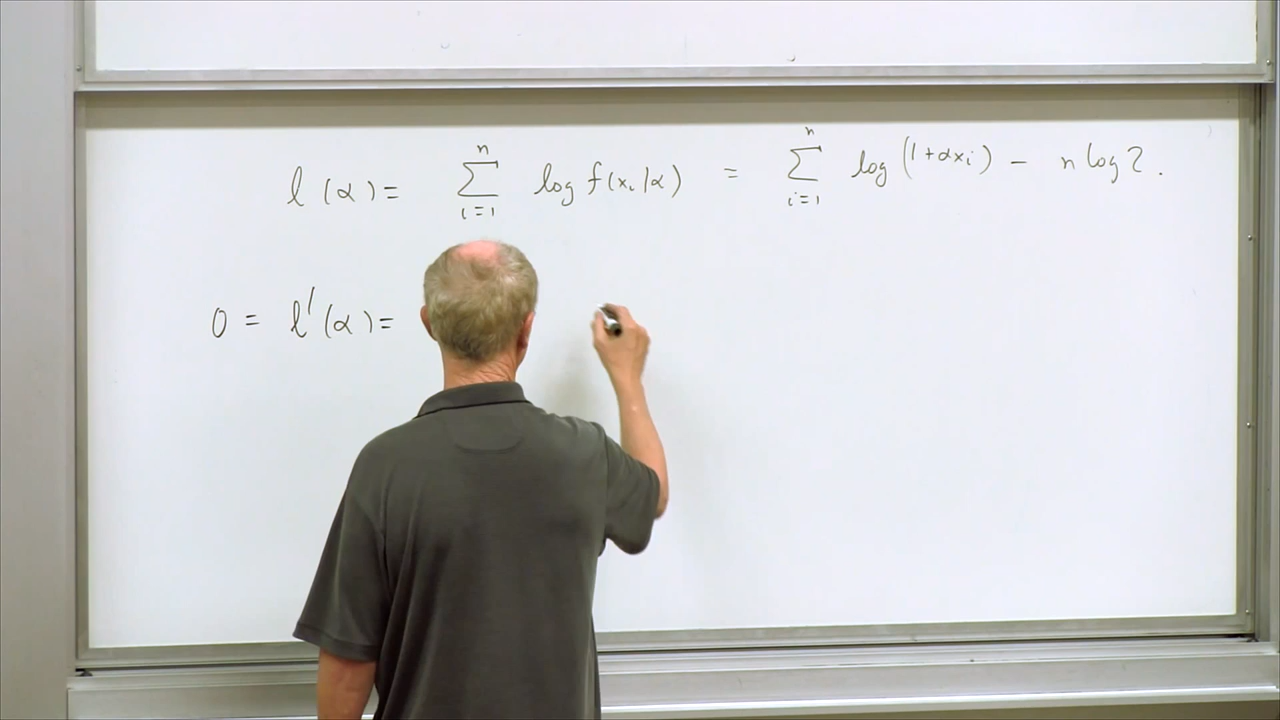 l(α) = Σ_{i=1}^{n} log f(x_i|α) = Σ_{i=1}^{n} log(1+αx_i) − n log 2.
0 = l'(α) =